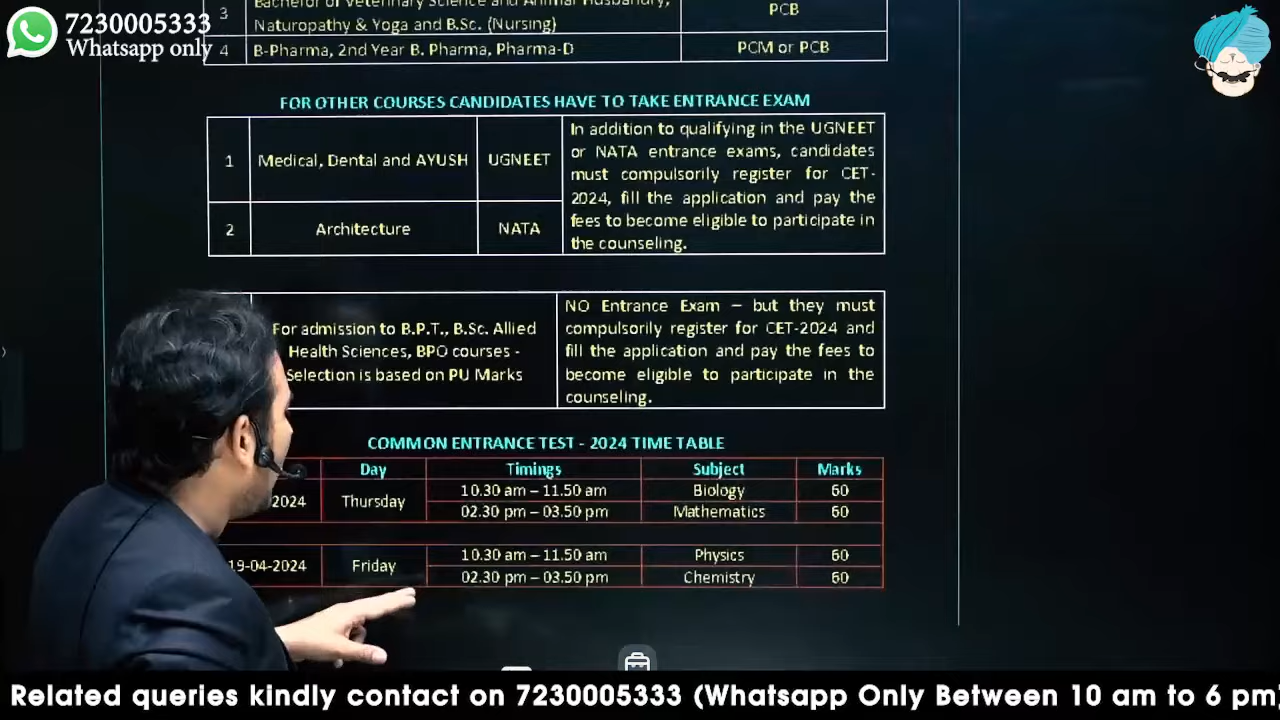 7230005333
Whatsapp only
3
Bachelor of Veterinary Science and Animal Husbandry,
Naturopathy & Yoga and B.Sc. (Nursing)
PCB
4
B-Pharma, 2nd Year B. Pharma, Pharma-D
PCM or PCB
FOR OTHER COURSES CANDIDATES HAVE TO TAKE ENTRANCE EXAM
1
Medical, Dental and AYUSH
UGNEET
2
Architecture
NATA
In addition to qualifying in the UGNEET
or NATA entrance exams, candidates
must compulsorily register for CET-
2024, fill the application and pay the
fees to become eligible to participate in
the counseling.
For admission to B.P.T., B.Sc. Allied
Health Sciences, BPO courses -
Selection is based on PU Marks
NO Entrance Exam – but they must
compulsorily register for CET-2024 and
fill the application and pay the fees to
become eligible to participate in the
counseling.
COMMON ENTRANCE TEST - 2024 TIME TABLE
Day Timings Subject Marks
2024 Thursday 10.30 am – 11.50 am Biology 60
02.30 pm – 03.50 pm Mathematics 60
19-04-2024 Friday 10.30 am – 11.50 am Physics 60
02.30 pm – 03.50 pm Chemistry 60
Related queries kindly contact on 7230005333 (Whatsapp Only Between 10 am to 6 pm)